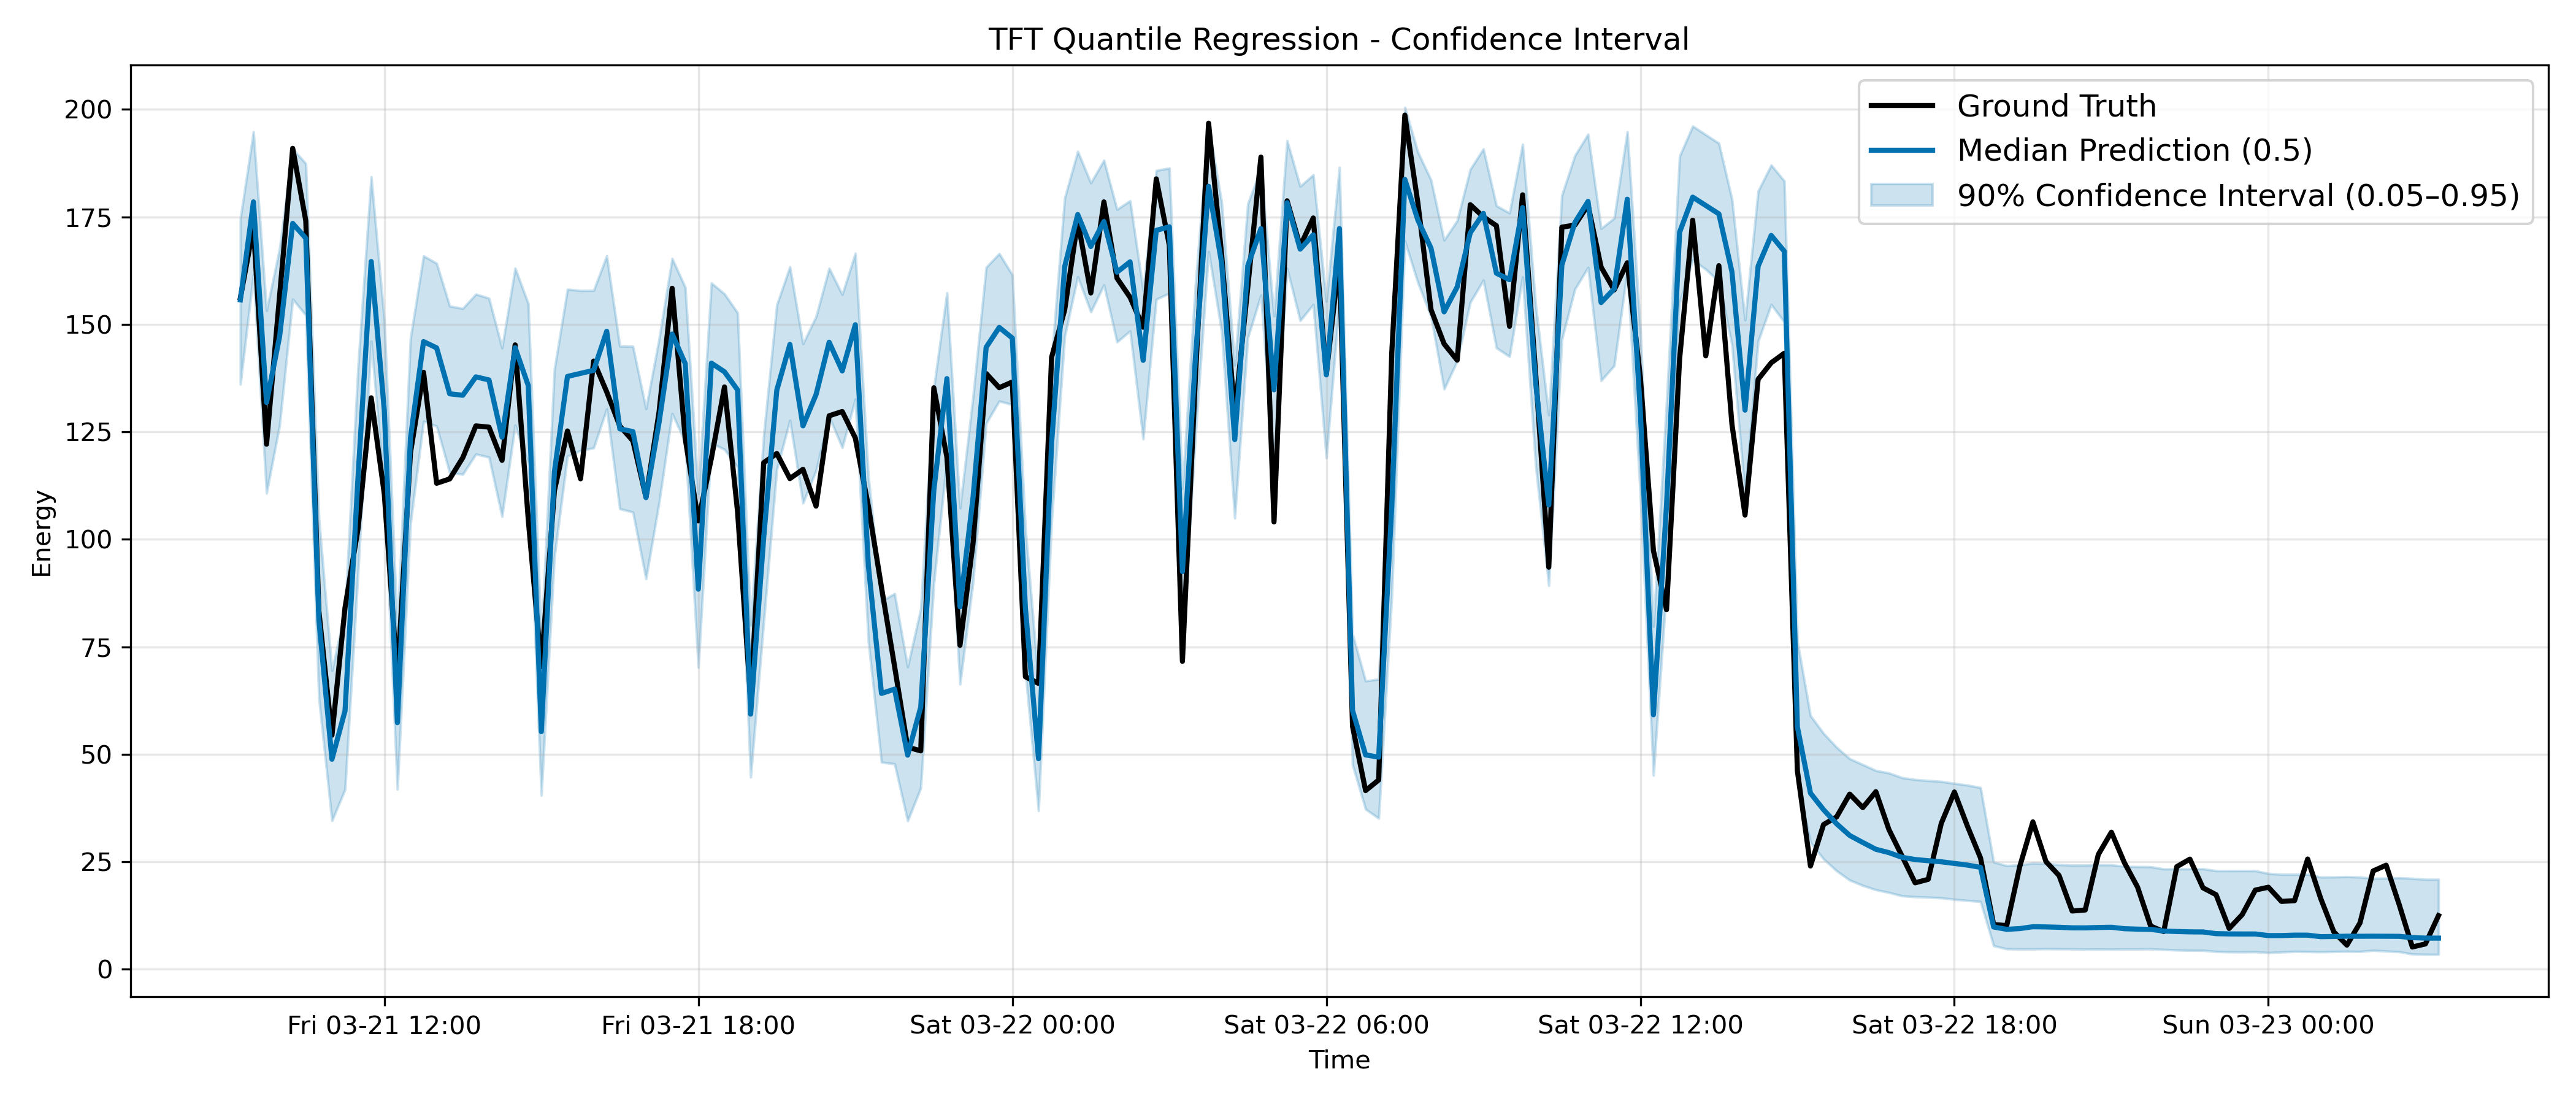 TFT Quantile Regression - Confidence Interval
Ground Truth
Median Prediction (0.5)
90% Confidence Interval (0.05–0.95)
Energy
200
175
150
125
100
75
50
25
0
Fri 03-21 12:00 Fri 03-21 18:00 Sat 03-22 00:00 Sat 03-22 06:00 Sat 03-22 12:00 Sat 03-22 18:00 Sun 03-23 00:00
Time